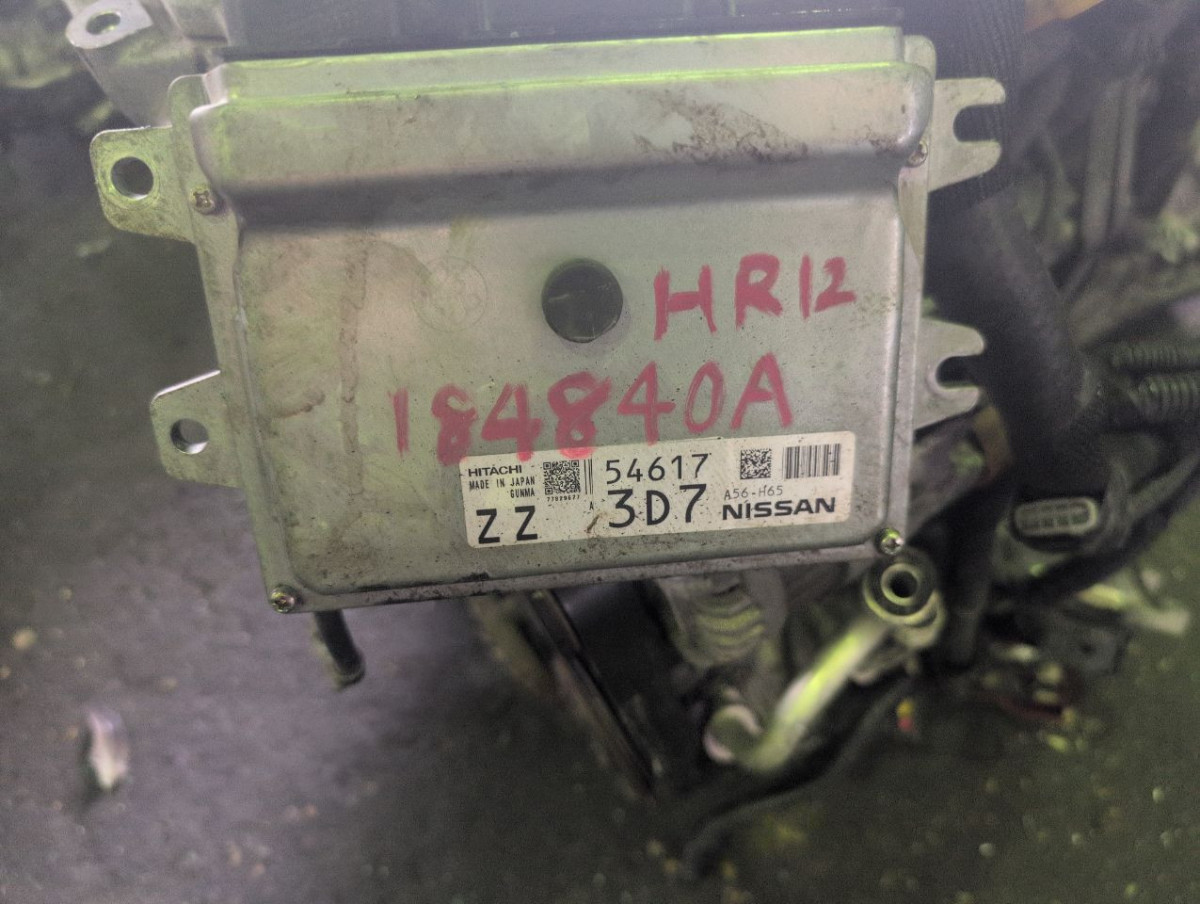 HR12
184840A
HITACHI
MADE IN JAPAN
GUNMA
ZZ
54617
A 3D7
A56-H65
NISSAN